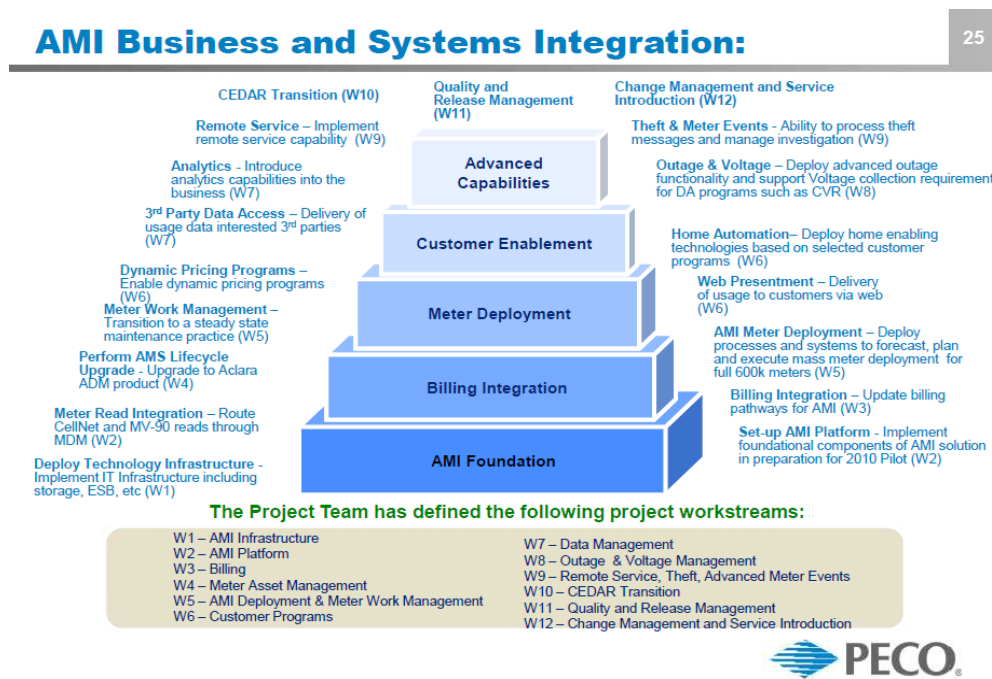 AMI Business and Systems Integration:
25
CEDAR Transition (W10)
Quality and
Release Management
(W11)
Change Management and Service
Introduction (W12)
Remote Service – Implement
remote service capability (W9)
Analytics - Introduce
analytics capabilities into the
business (W7)
3rd Party Data Access – Delivery of
usage data interested 3rd parties
(W7)
Dynamic Pricing Programs –
Enable dynamic pricing programs
(W6)
Meter Work Management –
Transition to a steady state
maintenance practice (W5)
Perform AMS Lifecycle
Upgrade - Upgrade to Aclara
ADM product (W4)
Meter Read Integration – Route
CellNet and MV-90 reads through
MDM (W2)
Deploy Technology Infrastructure -
Implement IT Infrastructure including
storage, ESB, etc (W1)
Advanced
Capabilities
Customer Enablement
Meter Deployment
Billing Integration
AMI Foundation
Theft & Meter Events - Ability to process theft
messages and manage investigation (W9)
Outage & Voltage – Deploy advanced outage
functionality and support Voltage collection requirement
for DA programs such as CVR (W8)
Home Automation– Deploy home enabling
technologies based on selected customer
programs (W6)
Web Presentment – Delivery
of usage to customers via web
(W6)
AMI Meter Deployment – Deploy
processes and systems to forecast, plan
and execute mass meter deployment for
full 600k meters (W5)
Billing Integration – Update billing
pathways for AMI (W3)
Set-up AMI Platform - Implement
foundational components of AMI solution
in preparation for 2010 Pilot (W2)
The Project Team has defined the following project workstreams:
W1 – AMI Infrastructure
W2 – AMI Platform
W3 – Billing
W4 – Meter Asset Management
W5 – AMI Deployment & Meter Work Management
W6 – Customer Programs
W7 – Data Management
W8 – Outage & Voltage Management
W9 – Remote Service, Theft, Advanced Meter Events
W10 – CEDAR Transition
W11 – Quality and Release Management
W12 – Change Management and Service Introduction
PECO®